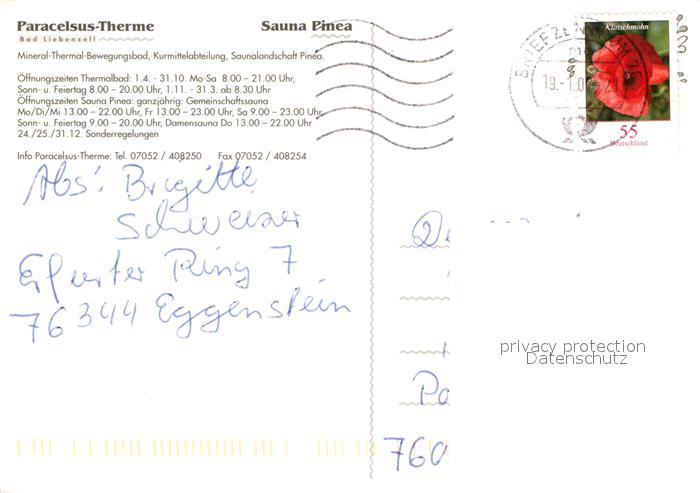 Paracelsus-Therme
Bad Liebenzell
Sauna Pinea
Mineral-Thermal-Bewegungsbad, Kurmittelabteilung, Saunalandschaft Pinea.
Öffnungszeiten Thermalbad: 1.4. - 31.10. Mo-Sa 8.00 – 21.00 Uhr,
Sonn- u. Feiertag 8.00 – 20.00 Uhr, 1.11. - 31.3. ab 8.30 Uhr
Öffnungszeiten Sauna Pinea: ganzjährig: Gemeinschaftssauna
Mo/Di/Mi 13.00 – 22.00 Uhr, Fr 13.00 – 23.00 Uhr, Sa 9.00 – 23.00 Uhr
Sonn- u. Feiertag 9.00 – 20.00 Uhr, Damensauna Do 13.00 – 22.00 Uhr
24./25./31.12. Sonderregelungen
Info Paracelsus-Therme: Tel. 07052 / 408250 Fax 07052 / 408254
Klatschmohn
55
Deutschland
Abs: Brigitte
Erfurter Ring 7
76344 Eggenstein
privacy protection
Datenschutz
Pa
760